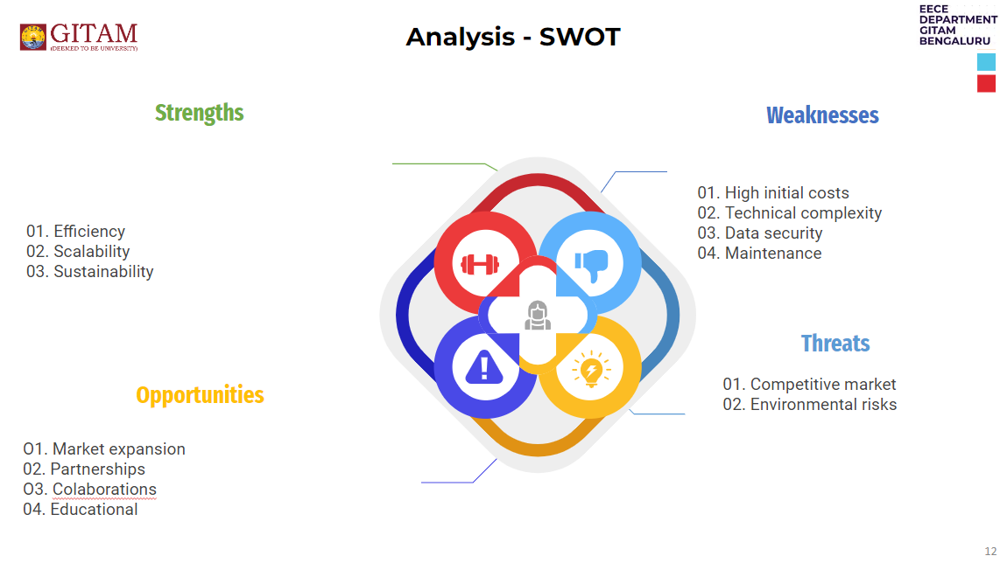 GITAM
(DEEMED TO BE UNIVERSITY)
Analysis - SWOT
EECE
DEPARTMENT
GITAM
BENGALURU
Strengths
01. Efficiency
02. Scalability
03. Sustainability
Weaknesses
01. High initial costs
02. Technical complexity
03. Data security
04. Maintenance
Opportunities
O1. Market expansion
02. Partnerships
O3. Colaborations
04. Educational
Threats
01. Competitive market
02. Environmental risks
12